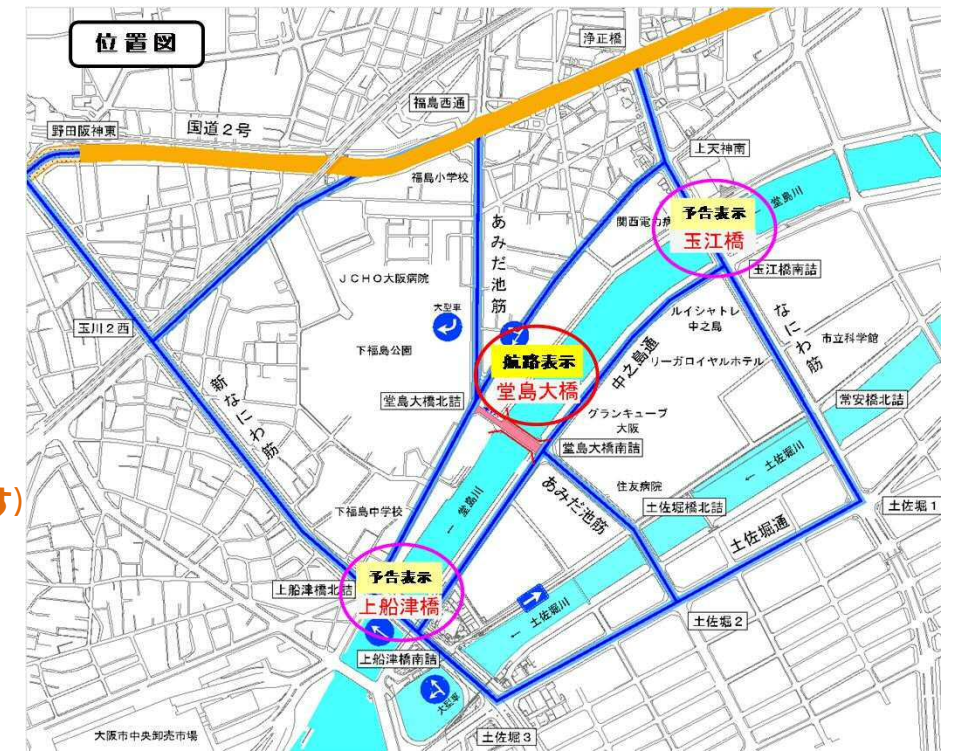 位置図
浄正橋
福島西通
野田阪神東
国道2号
上天神南
福島小学校
予告表示
玉江橋
← 堂島川
関西電力病
あみだ池筋
JCHO大阪病院
玉江橋南詰
大型車
ルイシャトレ
中之島
なにわ筋
玉川2西
下福島公園
中之島通
市立科学館
リーガロイヤルホテル
航路表示
堂島大橋
新なにわ筋
堂島大橋北詰
常安橋北詰
グランキューブ
大阪
堂島大橋南詰
← 土佐堀川
住友病院
あみだ池筋
す)
下福島中学校
← 堂島川
土佐堀橋北詰
土佐堀1
土佐堀通
予告表示
上船津橋
上船津橋北詰
← 土佐堀川
土佐堀2
上船津橋南詰
大型車
大阪市中央卸売市場
土佐堀3